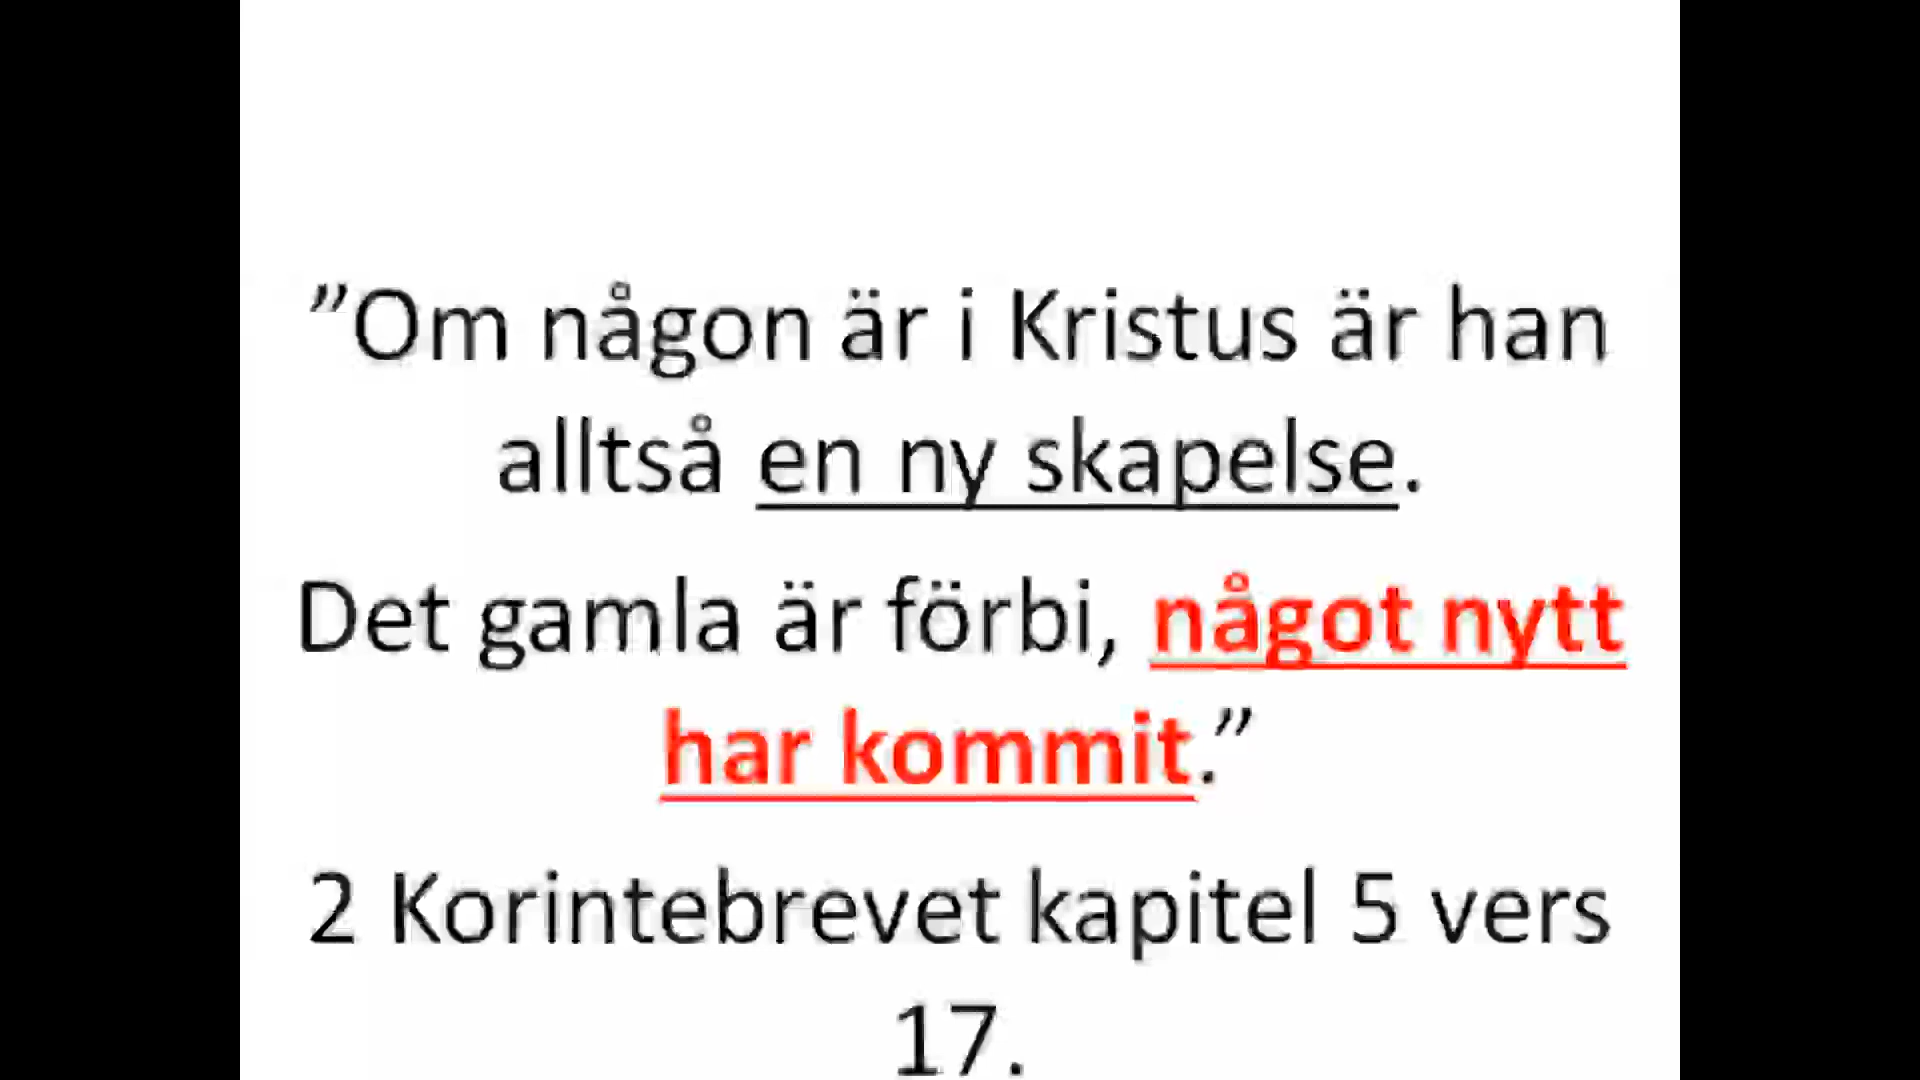 ”Om någon är i Kristus är han
alltså en ny skapelse.
Det gamla är förbi, något nytt
har kommit.”
2 Korintebrevet kapitel 5 vers
17.